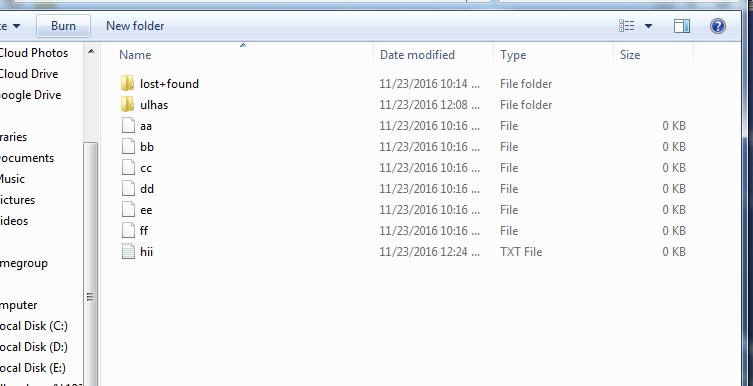 Burn New folder
Name Date modified Type Size
Cloud Photos
Cloud Drive
oogle Drive
raries
ocuments
Music
ictures
ideos
megroup
mputer
ocal Disk (C:)
ocal Disk (D:)
ocal Disk (E:)
lost+found 11/23/2016 10:14 ... File folder
ulhas 11/23/2016 12:08 ... File folder
aa 11/23/2016 10:16 ... File 0 KB
bb 11/23/2016 10:16 ... File 0 KB
cc 11/23/2016 10:16 ... File 0 KB
dd 11/23/2016 10:16 ... File 0 KB
ee 11/23/2016 10:16 ... File 0 KB
ff 11/23/2016 10:16 ... File 0 KB
hii 11/23/2016 12:24 ... TXT File 0 KB